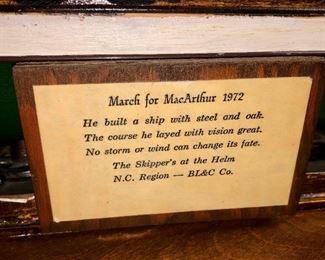 March for MacArthur 1972
He built a ship with steel and oak.
The course he layed with vision great.
No storm or wind can change its fate.
The Skipper's at the Helm
N.C. Region — BL&C Co.